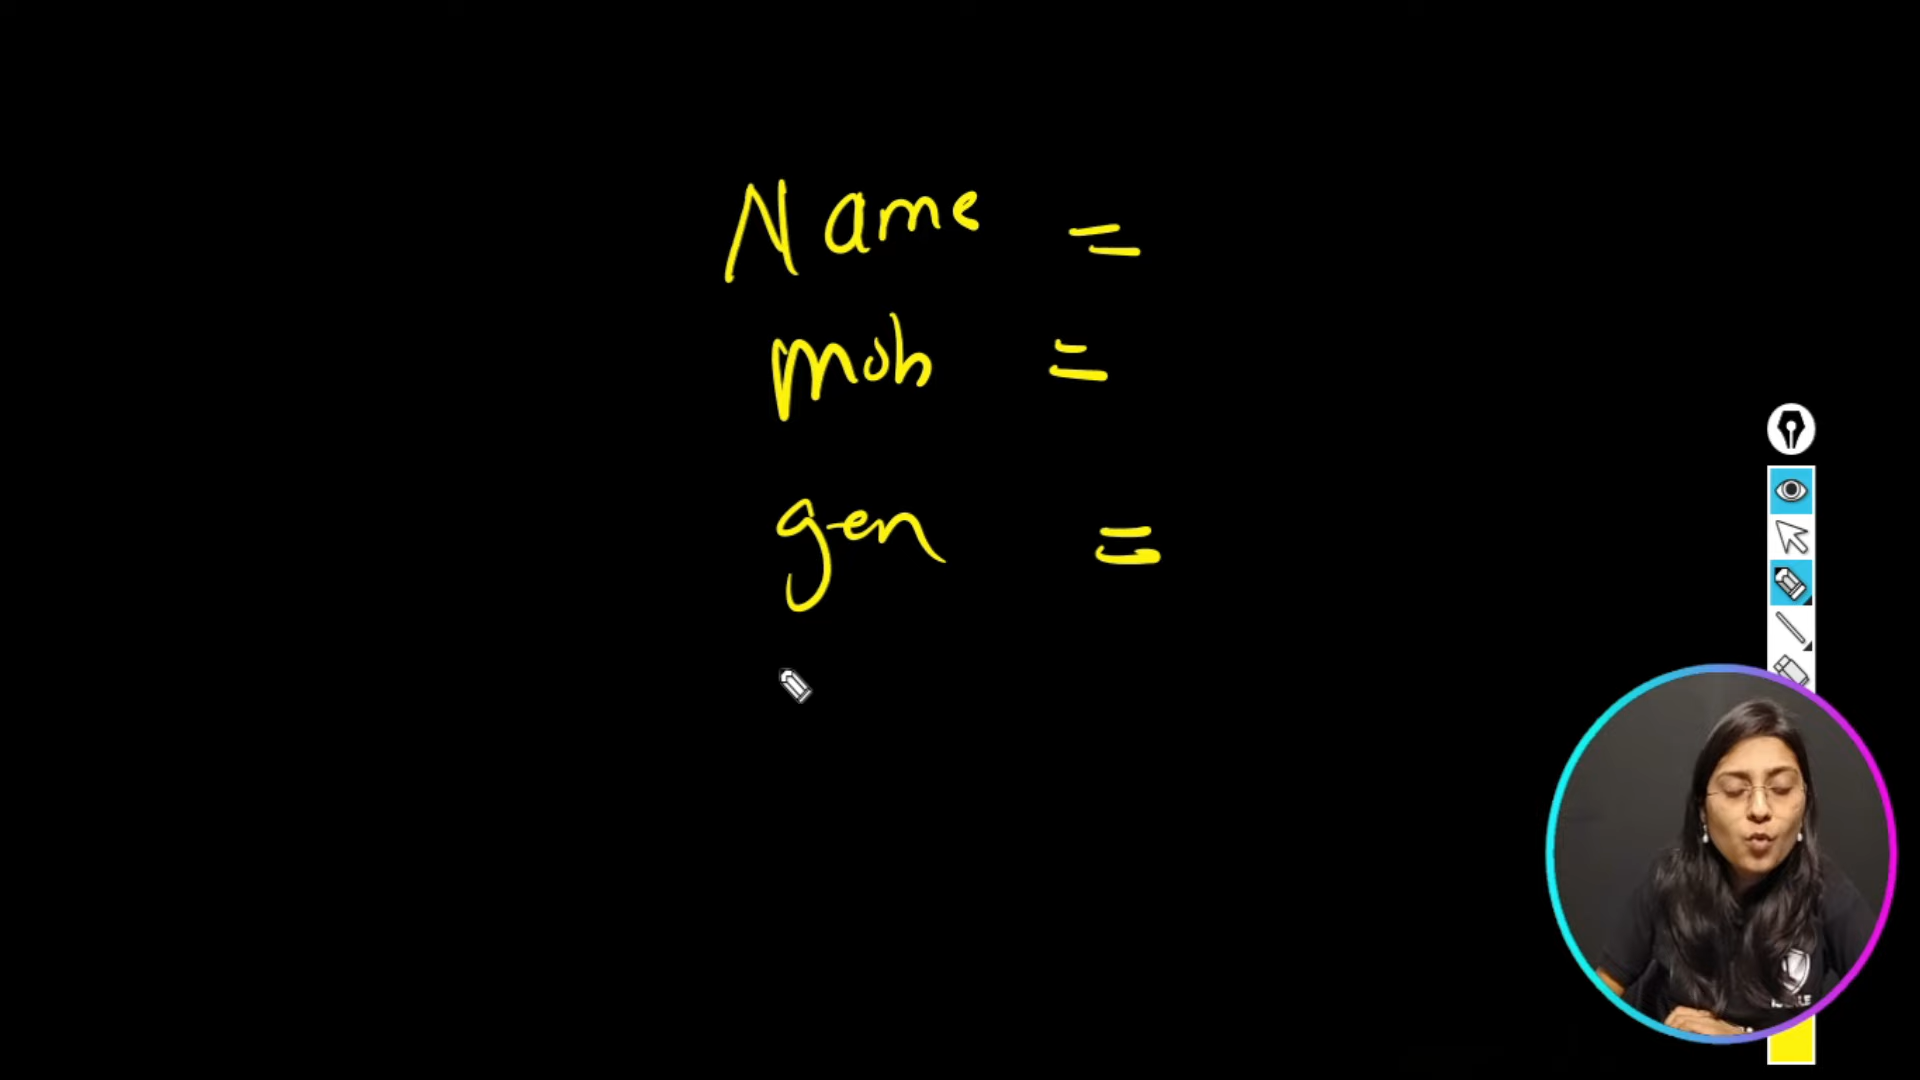 Name =
mob =
gen =